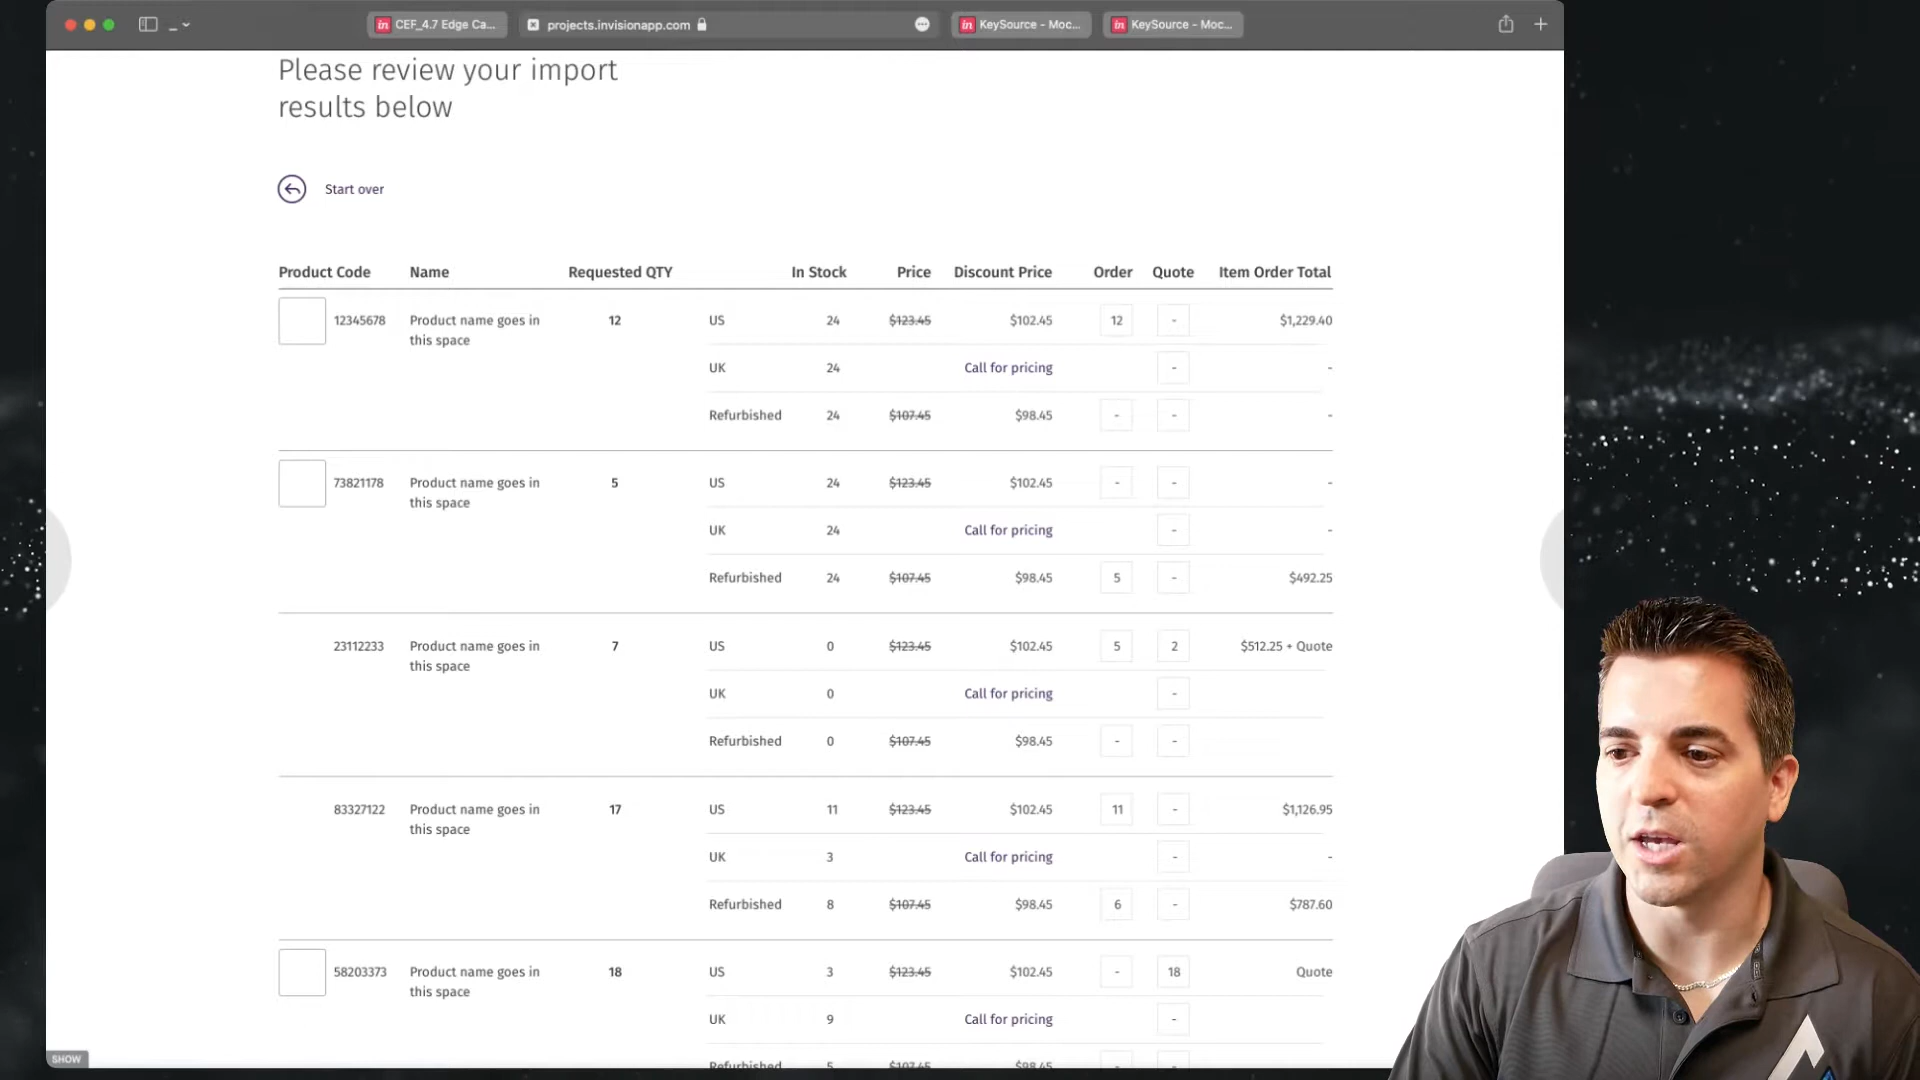 CEF_4.7 Edge Ca...
projects.invisionapp.com
KeySource - Moc...
KeySource - Moc...
Please review your import
results below
Start over
Product Code Name Requested QTY In Stock Price Discount Price Order Quote Item Order Total
12345678 Product name goes in 12 US 24 $123.45 $102.45 12 - $1,229.40
this space
UK 24 Call for pricing - -
Refurbished 24 $107.45 $98.45 - - -
73821178 Product name goes in 5 US 24 $123.45 $102.45 - - -
this space
UK 24 Call for pricing - -
Refurbished 24 $107.45 $98.45 5 - $492.25
23112233 Product name goes in 7 US 0 $123.45 $102.45 5 2 $512.25 + Quote
this space
UK 0 Call for pricing -
Refurbished 0 $107.45 $98.45 - -
83327122 Product name goes in 17 US 11 $123.45 $102.45 11 - $1,126.95
this space
UK 3 Call for pricing - -
Refurbished 8 $107.45 $98.45 6 - $787.60
58203373 Product name goes in 18 US 3 $123.45 $102.45 - 18 Quote
this space
UK 9 Call for pricing -
Refurbished 5 $107.45 $98.45 - -
SHOW